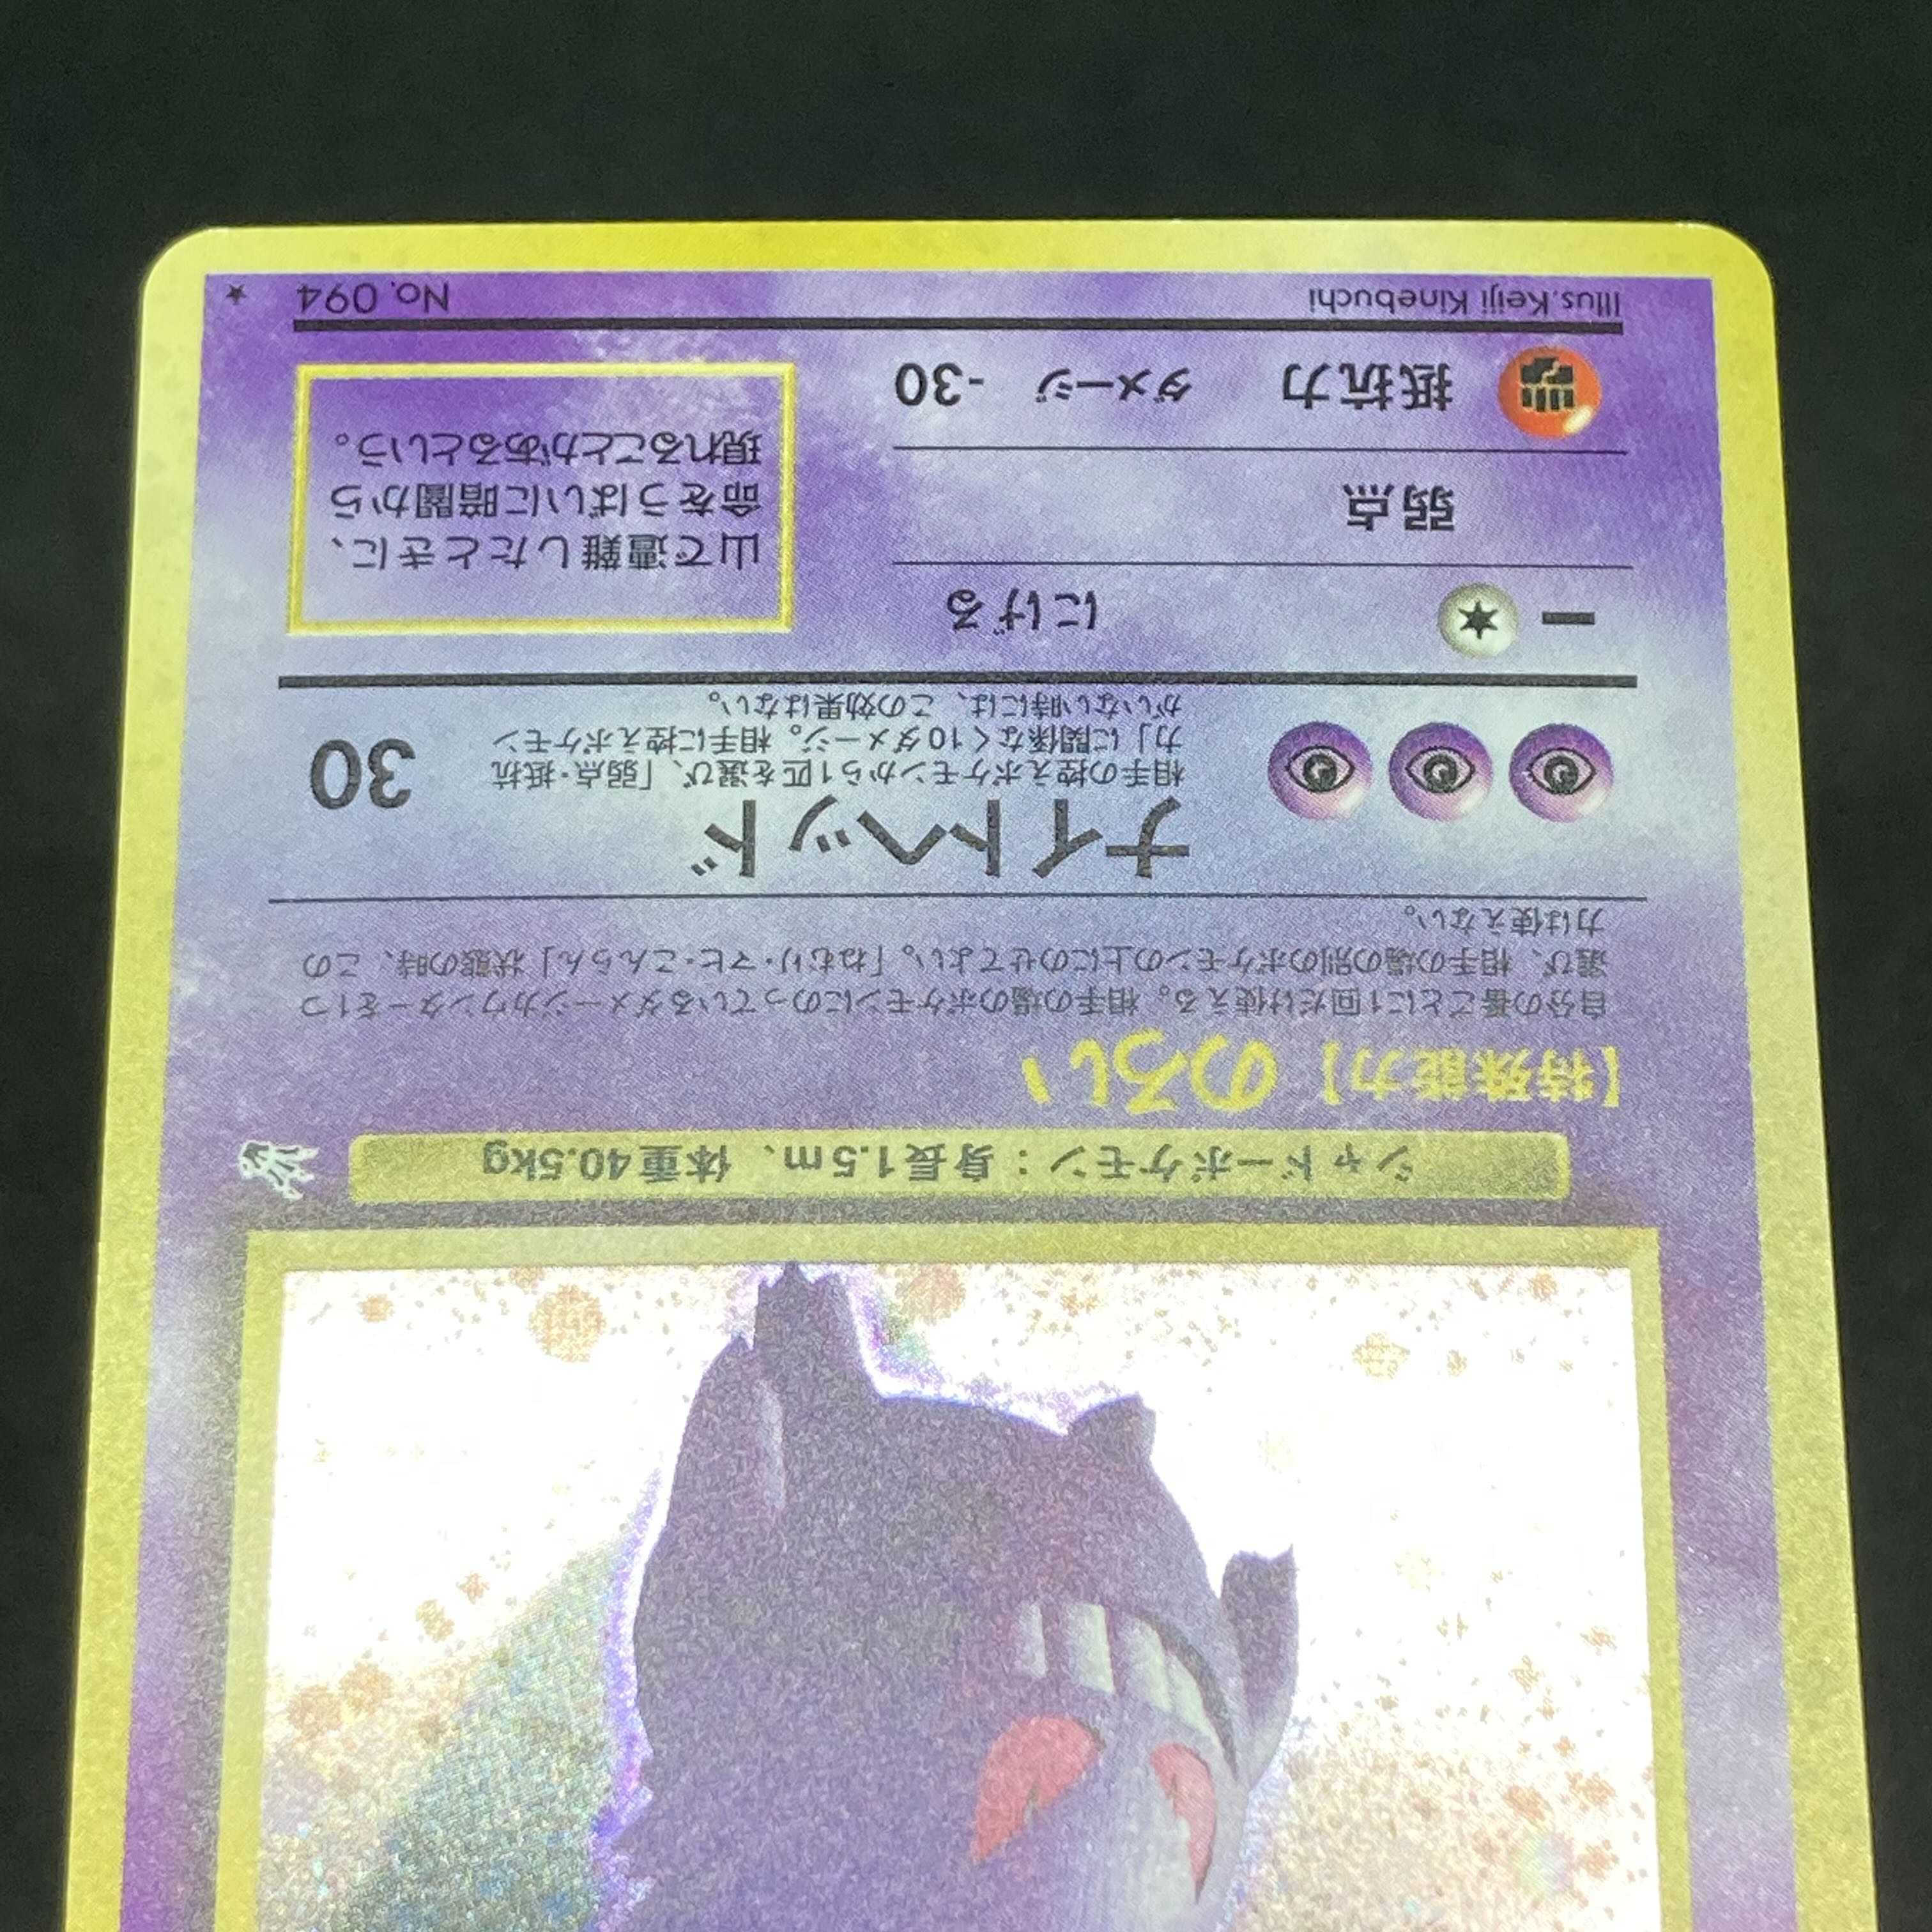 シャドーポケモン：身長1.5m、体重40.5kg
【特殊能力】のろい
自分の番ごとに1回だけ使える。相手の場のポケモンにのっているダメージカウンターを1つ
選び、相手の場の別のポケモンの上にのせてよい。「ねむり・マヒ・こんらん」状態の時、この
力は使えない。
ナイトヘッド 30
相手の控えポケモンから1匹を選び、「弱点・抵抗
力」に関係なく10ダメージ。相手に控えポケモン
がいない時には、この効果はない。
にげる
弱点
抵抗力 ダメージ -30
山で遭難したときに、
命をうばいに暗闇から
現れることがあるという。
Illus.Keiji Kinebuchi
No. 094 ★